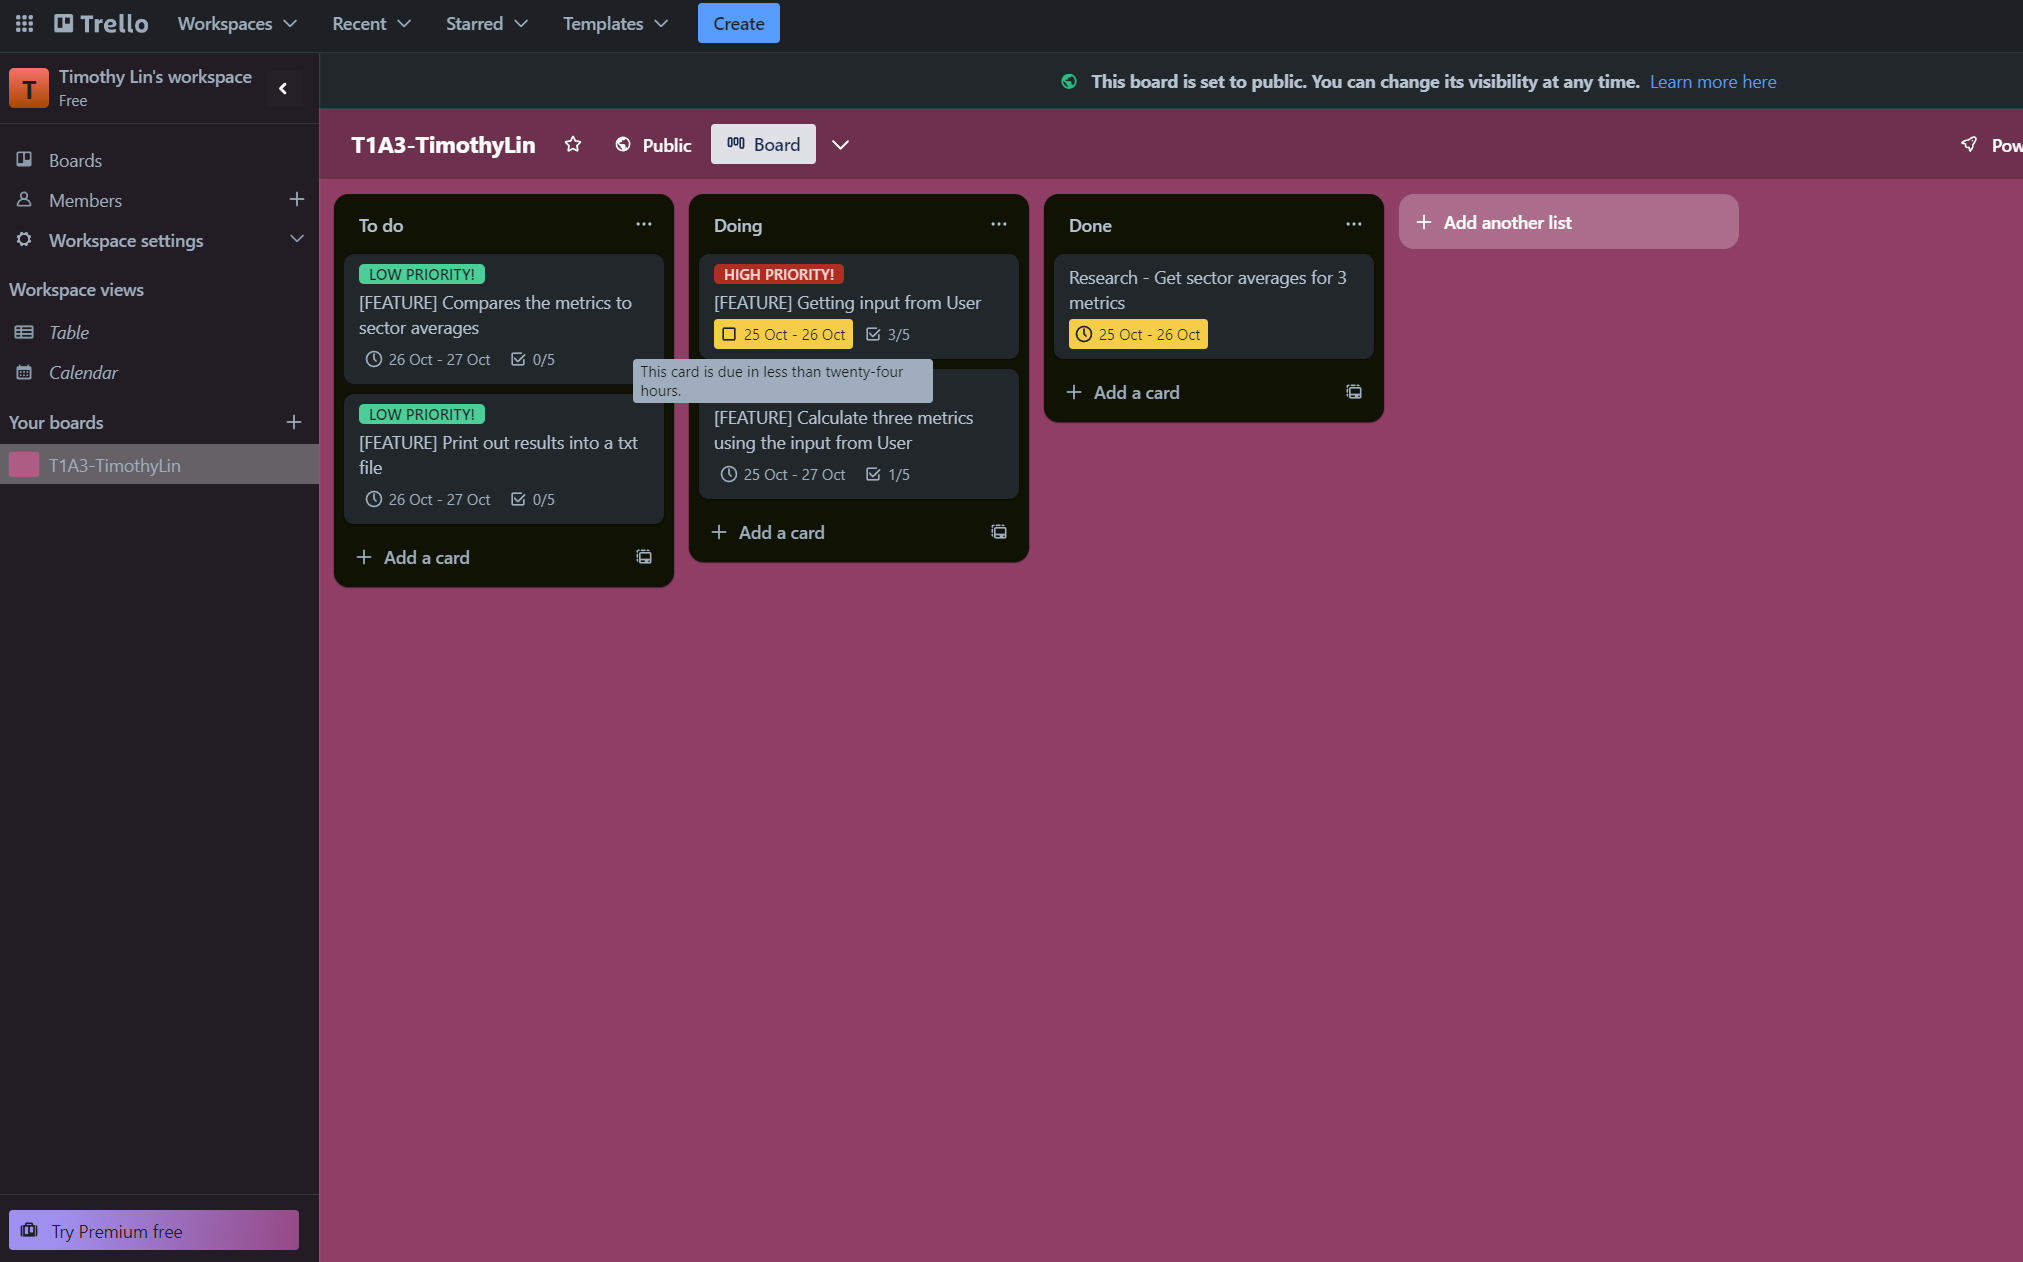 Trello
Workspaces
Recent
Starred
Templates
Create
T
Timothy Lin's workspace
Free
This board is set to public. You can change its visibility at any time. Learn more here
T1A3-TimothyLin
Public
Board
Boards
Members
Workspace settings
Workspace views
Table
Calendar
Your boards
T1A3-TimothyLin
Try Premium free
To do
LOW PRIORITY!
[FEATURE] Compares the metrics to
sector averages
26 Oct - 27 Oct
0/5
LOW PRIORITY!
[FEATURE] Print out results into a txt
file
26 Oct - 27 Oct
0/5
Add a card
Doing
HIGH PRIORITY!
[FEATURE] Getting input from User
25 Oct - 26 Oct
3/5
This card is due in less than twenty-four
hours.
[FEATURE] Calculate three metrics
using the input from User
25 Oct - 27 Oct
1/5
Add a card
Done
Research - Get sector averages for 3
metrics
25 Oct - 26 Oct
Add a card
Add another list